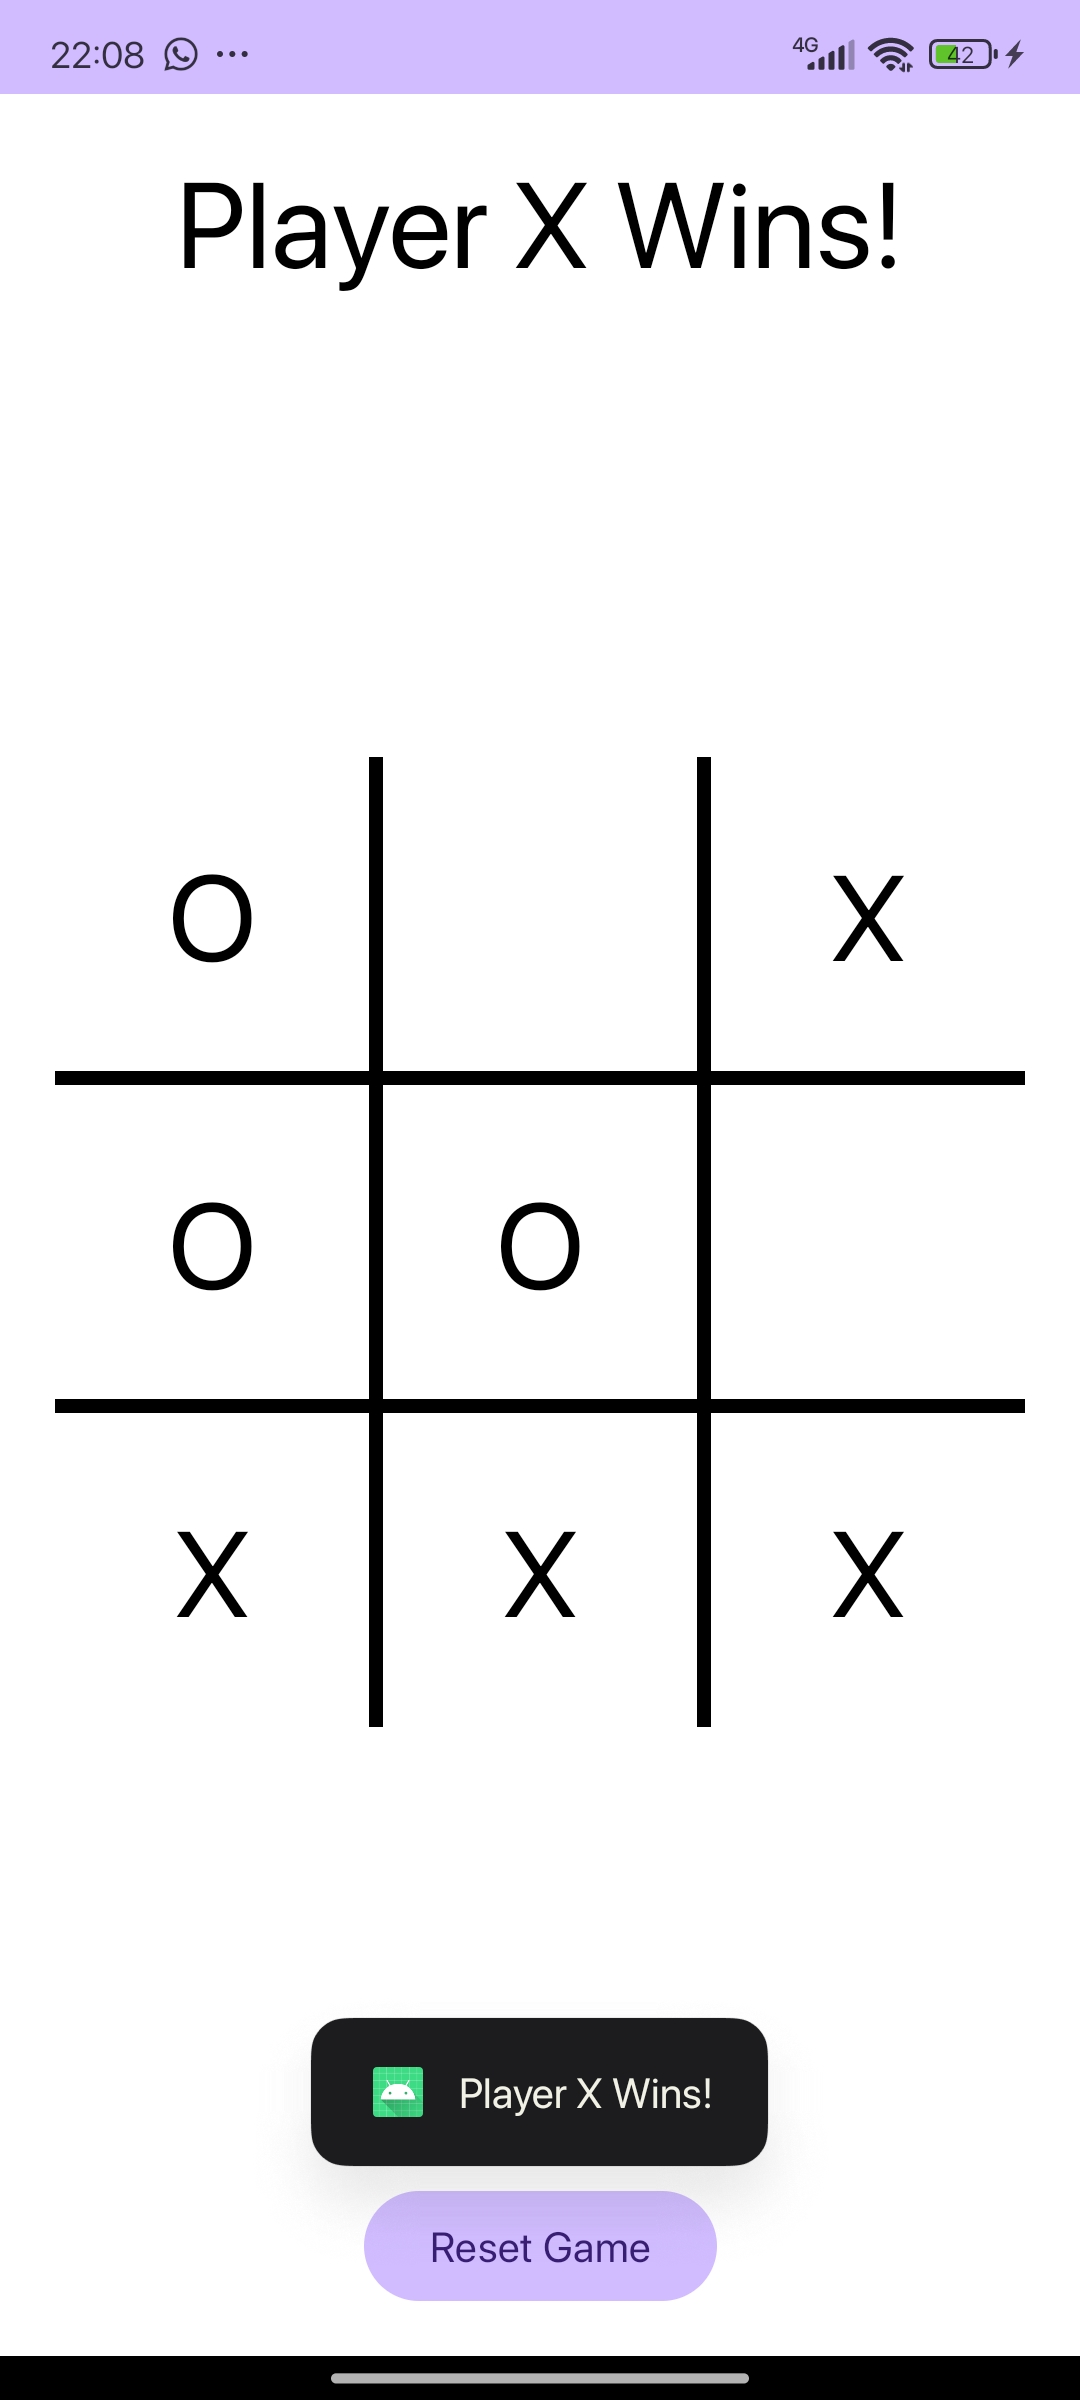 22:08 4G 42
Player X Wins!
O X
O O
X X X
Player X Wins!
Reset Game